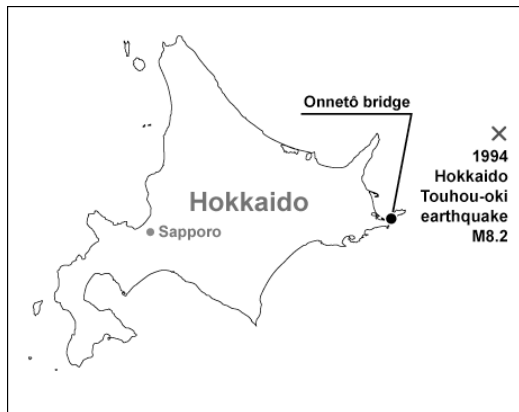 Onnetô bridge
1994
Hokkaido
Touhou-oki
earthquake
M8.2
Hokkaido
Sapporo